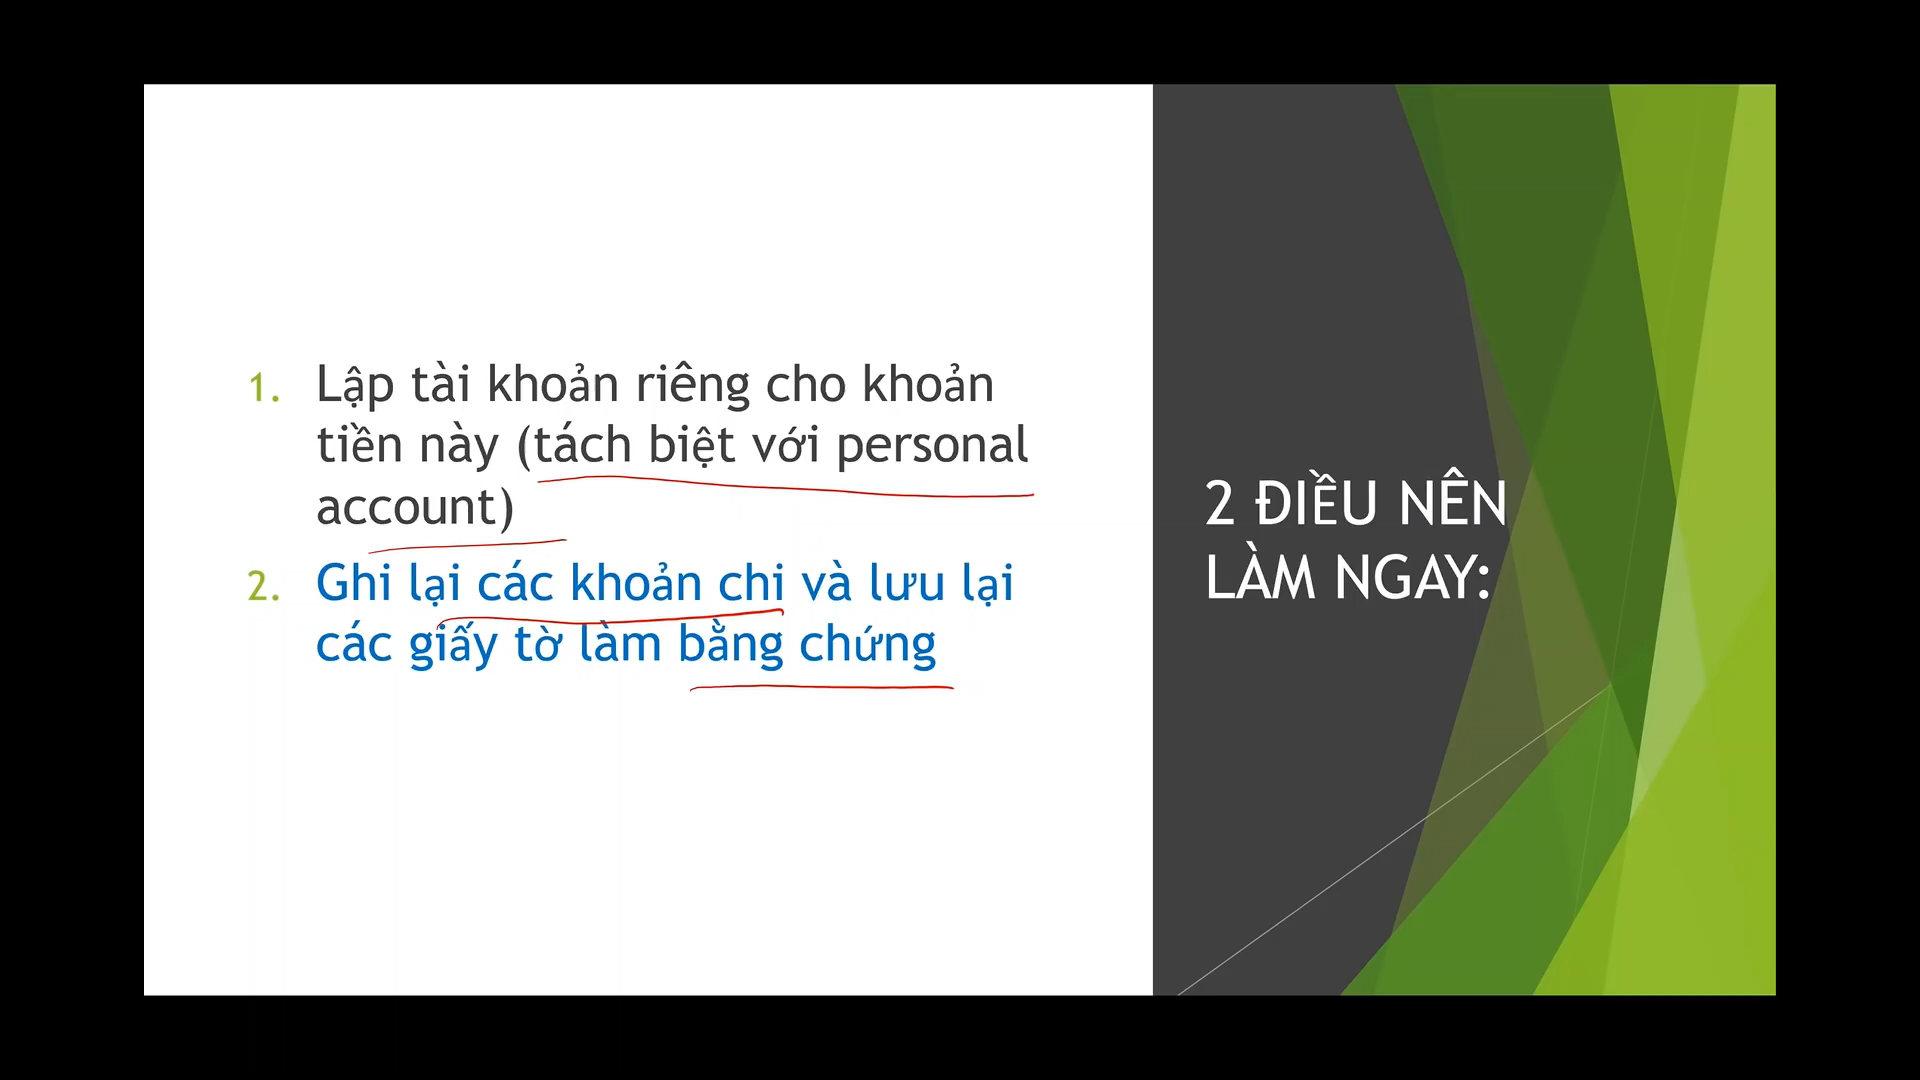 1. Lập tài khoản riêng cho khoản
tiền này (tách biệt với personal
account)
2. Ghi lại các khoản chi và lưu lại
các giấy tờ làm bằng chứng
2 ĐIỀU NÊN
LÀM NGAY: